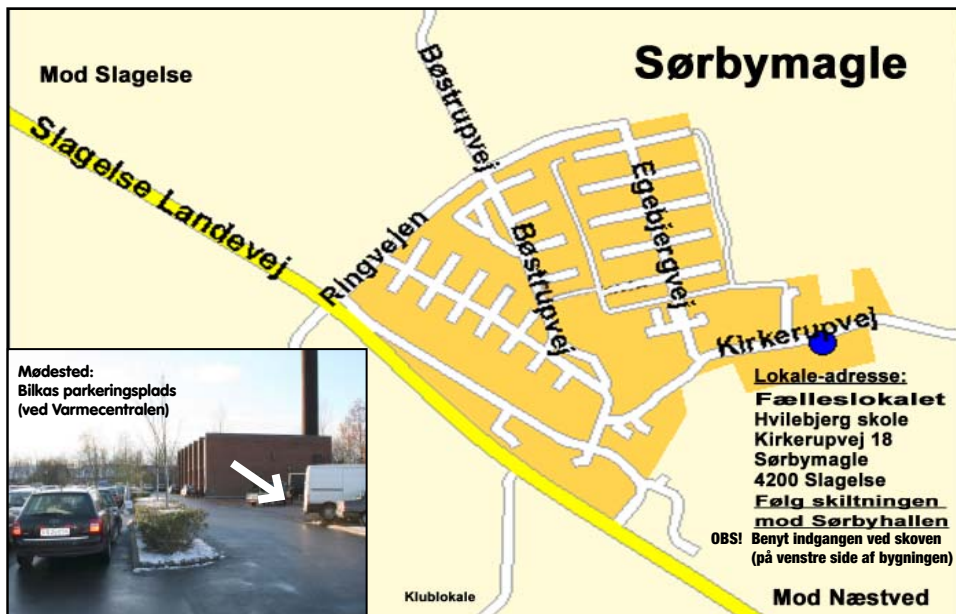 Sørbymagle
Mod Slagelse
Bøstrupvej
Slagelse Landevej
Ringvejen
Bøstrupvej
Egebjergvej
Kirkerupvej
Mødested:
Bilkas parkeringsplads
(ved Varmecentralen)
Lokale-adresse:
Fælleslokalet
Hvilebjerg skole
Kirkerupvej 18
Sørbymagle
4200 Slagelse
Følg skiltningen
mod Sørbyhallen
OBS! Benyt indgangen ved skoven
(på venstre side af bygningen)
Klublokale
Mod Næstved